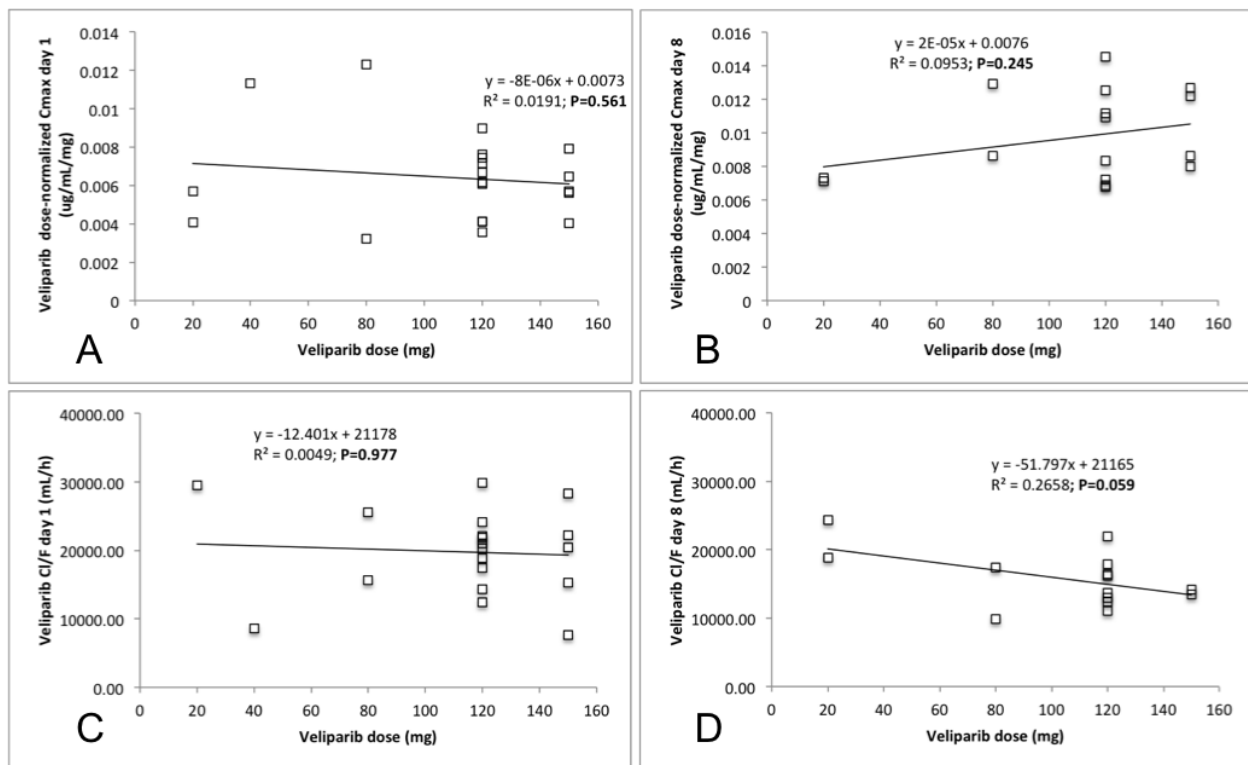 Veliparib dose-normalized Cmax day 1
(ug/mL/mg)
0.014
0.012
0.01
0.008
0.006
0.004
0.002
0
y = -8E-06x + 0.0073
R² = 0.0191; P=0.561
0 20 40 60 80 100 120 140 160
Veliparib dose (mg)
A
Veliparib dose-normalized Cmax day 8
(ug/mL/mg)
0.016
0.014
0.012
0.01
0.008
0.006
0.004
0.002
0
y = 2E-05x + 0.0076
R² = 0.0953; P=0.245
0 20 40 60 80 100 120 140 160
Veliparib dose (mg)
B
Veliparib Cl/F day 1 (mL/h)
40000.00
30000.00
20000.00
10000.00
0.00
y = -12.401x + 21178
R² = 0.0049; P=0.977
0 20 40 60 80 100 120 140 160
Veliparib dose (mg)
C
Veliparib Cl/F day 8 (mL/h)
40000.00
30000.00
20000.00
10000.00
0.00
y = -51.797x + 21165
R² = 0.2658; P=0.059
0 20 40 60 80 100 120 140 160
Veliparib dose (mg)
D